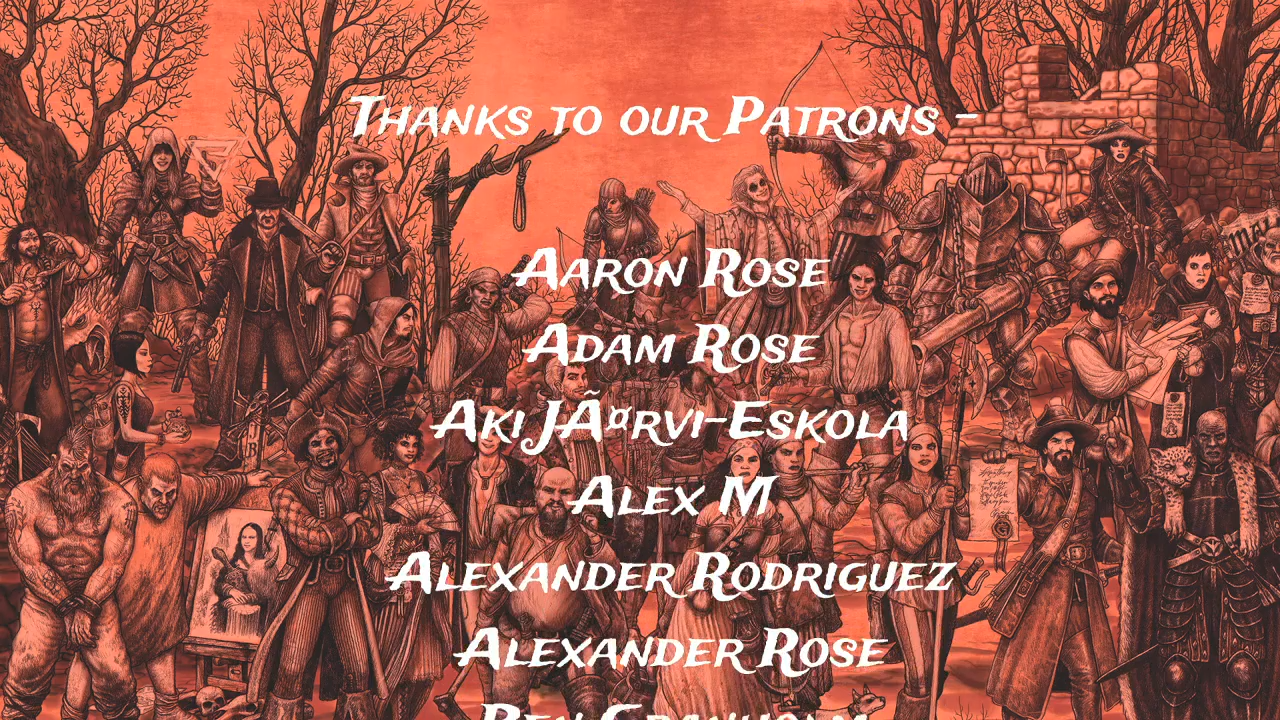 Thanks to our Patrons -
Aaron Rose
Adam Rose
Aki JÃ¤rvi-Eskola
Alex M
Alexander Rodriguez
Alexander Rose